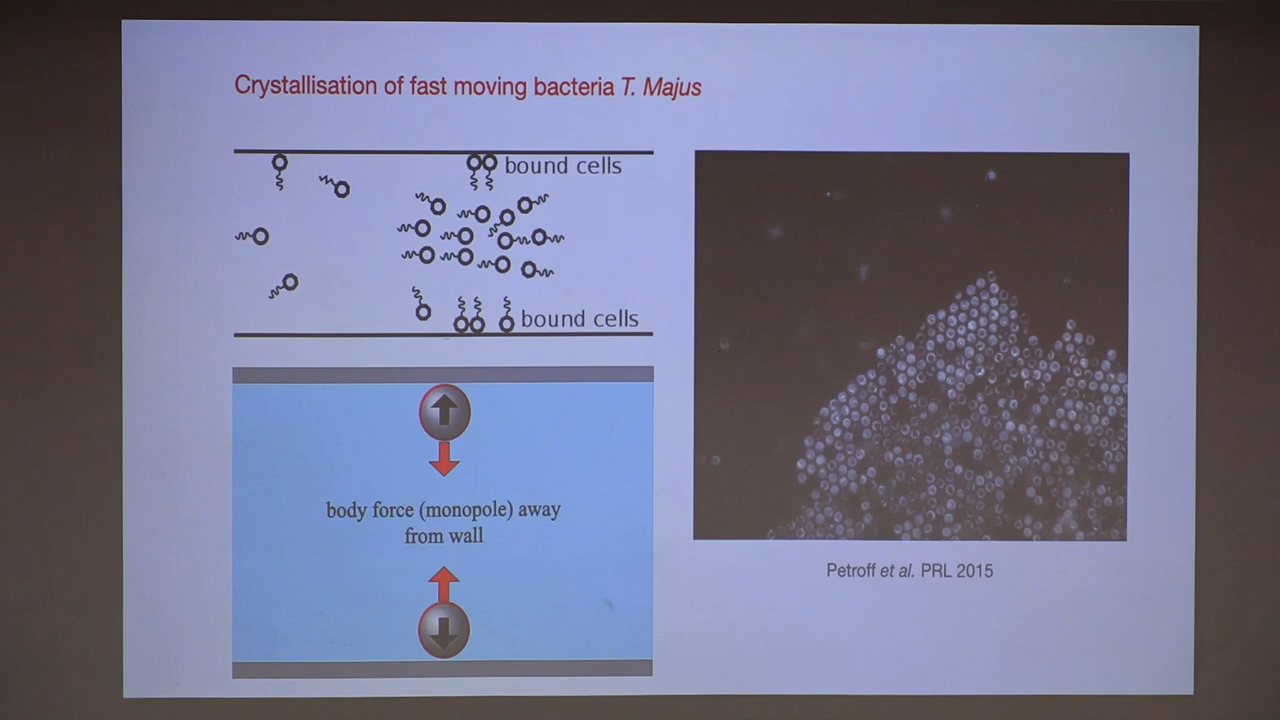 Crystallisation of fast moving bacteria T. Majus
bound cells
bound cells
body force (monopole) away
from wall
Petroff et al. PRL 2015